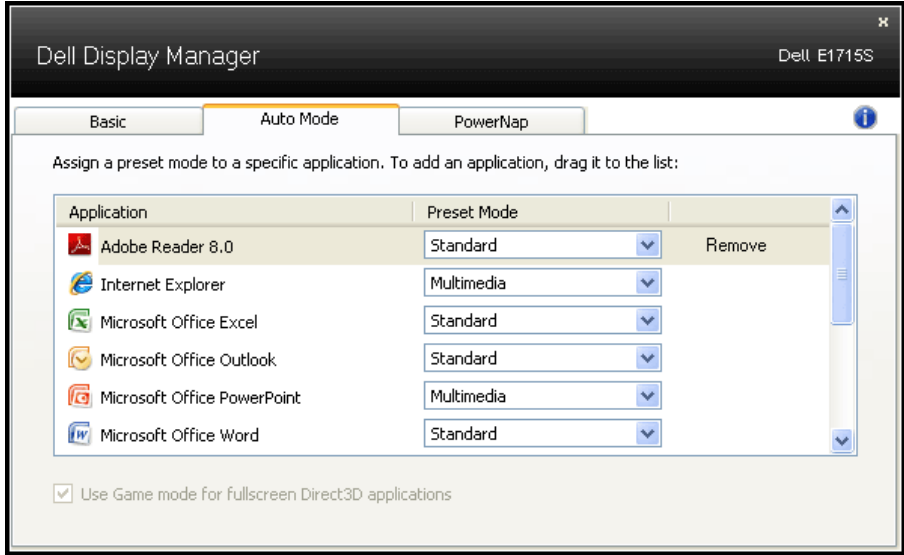 x
Dell Display Manager
Dell E1715S
Basic
Auto Mode
PowerNap
Assign a preset mode to a specific application. To add an application, drag it to the list:
Application Preset Mode
Adobe Reader 8.0 Standard Remove
Internet Explorer Multimedia
Microsoft Office Excel Standard
Microsoft Office Outlook Standard
Microsoft Office PowerPoint Multimedia
Microsoft Office Word Standard
Use Game mode for fullscreen Direct3D applications